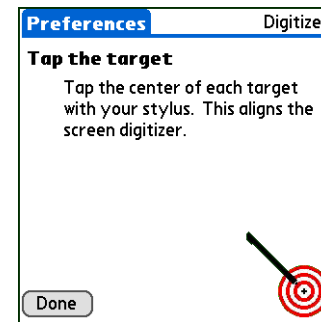 Preferences Digitize
Tap the target
Tap the center of each target
with your stylus. This aligns the
screen digitizer.
Done